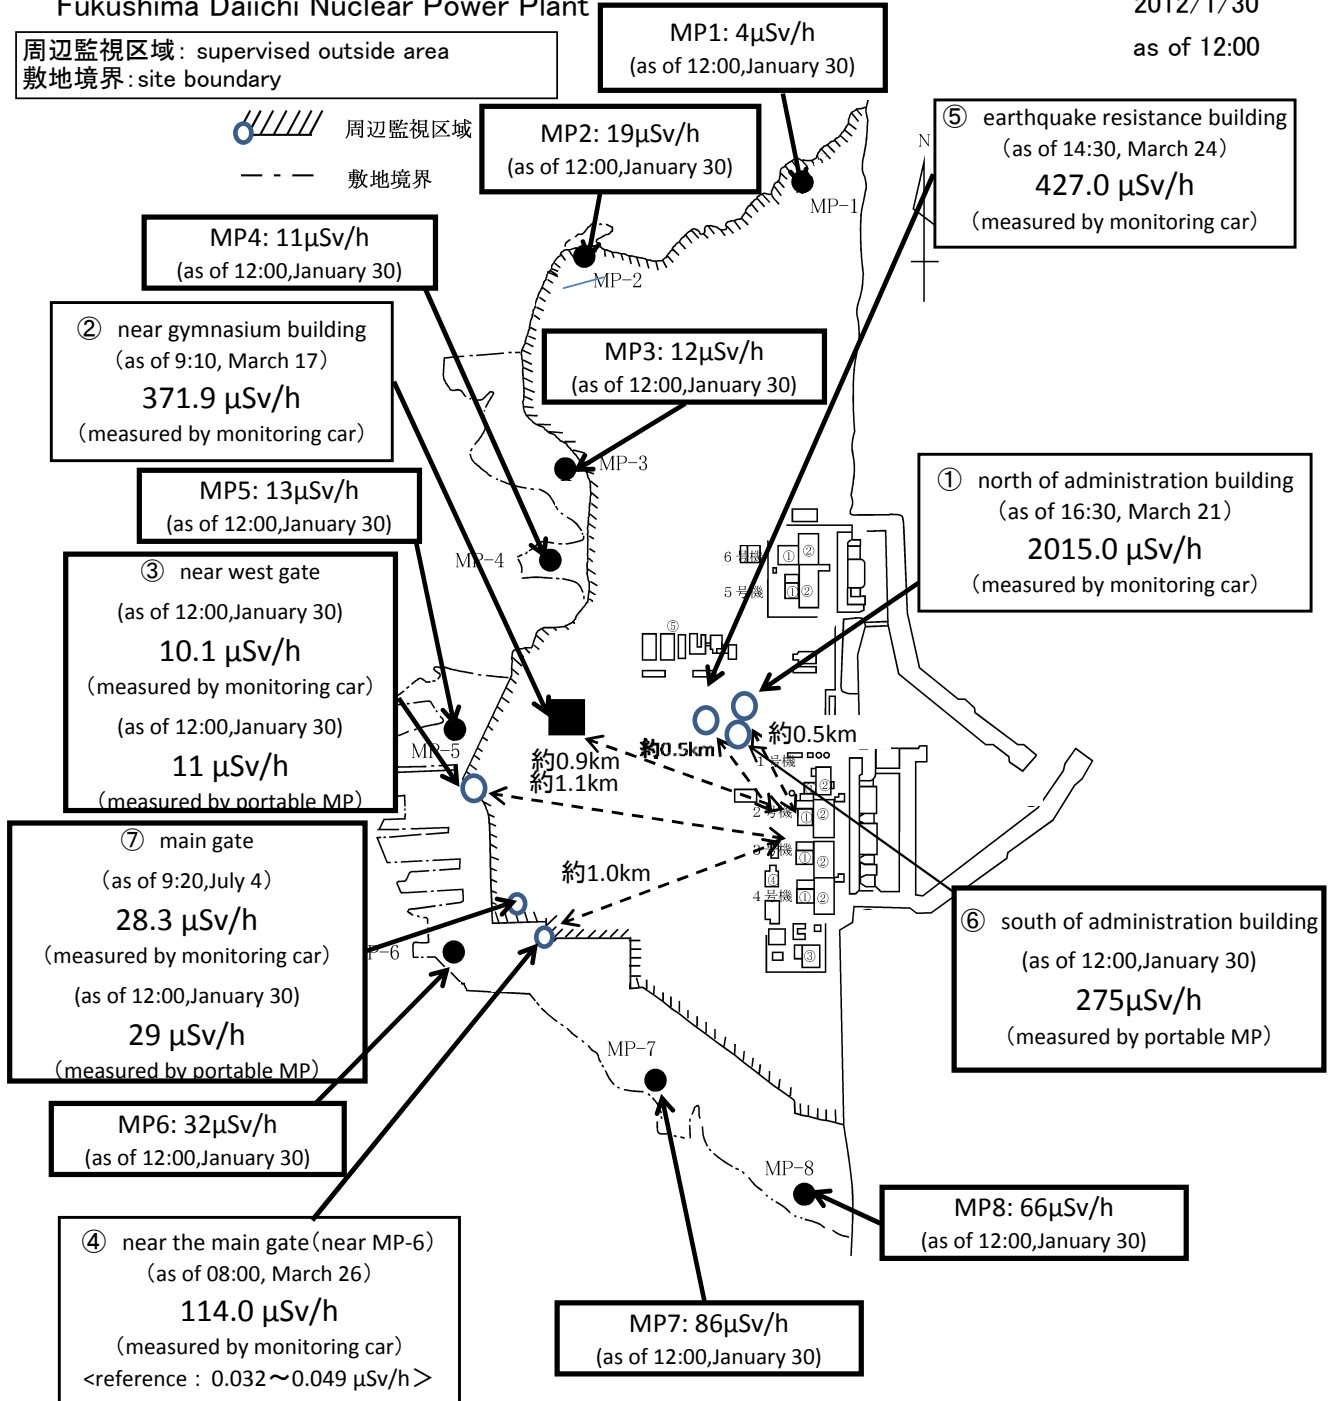 Fukushima Daiichi Nuclear Power Plant
2012/1/30
as of 12:00
周辺監視区域: supervised outside area
敷地境界:site boundary
周辺監視区域
敷地境界
MP1: 4μSv/h
(as of 12:00,January 30)
MP2: 19μSv/h
(as of 12:00,January 30)
⑤ earthquake resistance building
(as of 14:30, March 24)
427.0 μSv/h
(measured by monitoring car)
N
MP-1
MP4: 11μSv/h
(as of 12:00,January 30)
MP-2
② near gymnasium building
(as of 9:10, March 17)
371.9 μSv/h
(measured by monitoring car)
MP3: 12μSv/h
(as of 12:00,January 30)
MP-3
MP5: 13μSv/h
(as of 12:00,January 30)
① north of administration building
(as of 16:30, March 21)
2015.0 μSv/h
(measured by monitoring car)
MP-4
6号機
① ②
5号機
① ②
③ near west gate
(as of 12:00,January 30)
10.1 μSv/h
(measured by monitoring car)
(as of 12:00,January 30)
11 μSv/h
(measured by portable MP)
⑤
MP-5
約0.9km
約1.1km
約0.5km
約0.5km
1号機
②
2号機
① ②
3号機
① ②
④
4号機
① ②
③
約1.0km
⑦ main gate
(as of 9:20,July 4)
28.3 μSv/h
(measured by monitoring car)
(as of 12:00,January 30)
29 μSv/h
(measured by portable MP)
P-6
⑥ south of administration building
(as of 12:00,January 30)
275μSv/h
(measured by portable MP)
MP-7
MP6: 32μSv/h
(as of 12:00,January 30)
MP-8
MP8: 66μSv/h
(as of 12:00,January 30)
④ near the main gate(near MP-6)
(as of 08:00, March 26)
114.0 μSv/h
(measured by monitoring car)
<reference : 0.032～0.049 μSv/h＞
MP7: 86μSv/h
(as of 12:00,January 30)